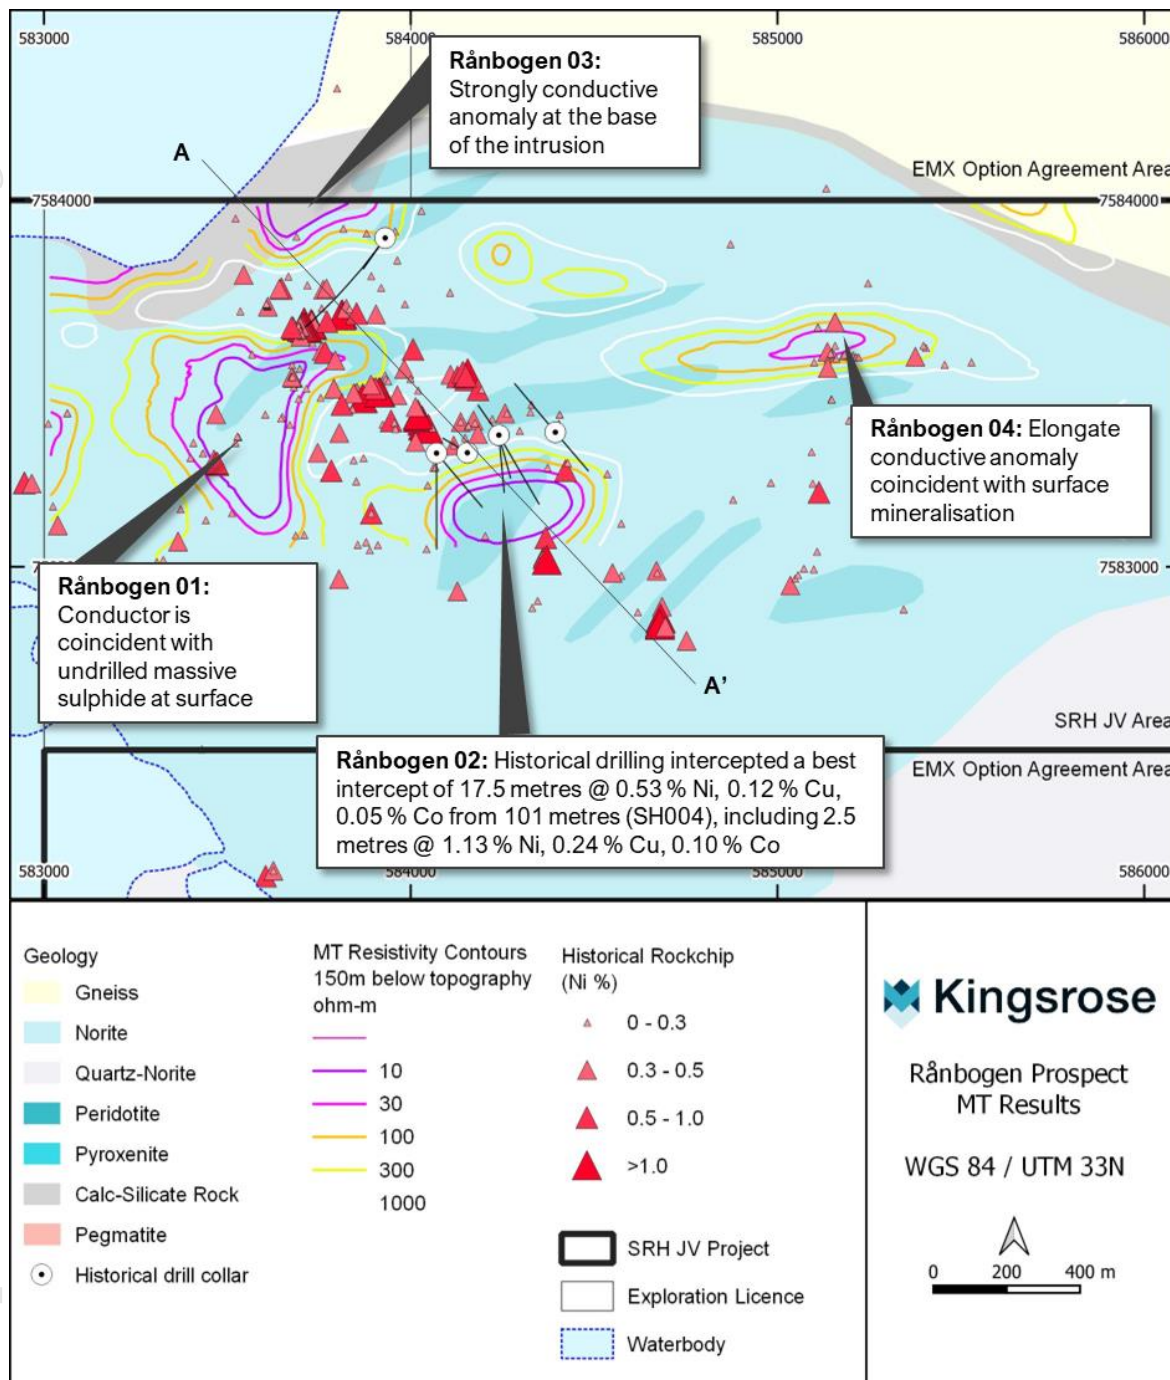 583000
584000
585000
586000
Rånbogen 03:
Strongly conductive
anomaly at the base
of the intrusion
A
EMX Option Agreement Area
7584000
7584000
Rånbogen 04: Elongate
conductive anomaly
coincident with surface
mineralisation
7583000
Rånbogen 01:
Conductor is
coincident with
undrilled massive
sulphide at surface
A'
SRH JV Area
EMX Option Agreement Area
Rånbogen 02: Historical drilling intercepted a best
intercept of 17.5 metres @ 0.53 % Ni, 0.12 % Cu,
0.05 % Co from 101 metres (SH004), including 2.5
metres @ 1.13 % Ni, 0.24 % Cu, 0.10 % Co
583000
584000
585000
586000
Geology
Gneiss
Norite
Quartz-Norite
Peridotite
Pyroxenite
Calc-Silicate Rock
Pegmatite
Historical drill collar
MT Resistivity Contours
150m below topography
ohm-m
10
30
100
300
1000
Historical Rockchip
(Ni %)
0 - 0.3
0.3 - 0.5
0.5 - 1.0
>1.0
SRH JV Project
Exploration Licence
Waterbody
Kingsrose
Rånbogen Prospect
MT Results
WGS 84 / UTM 33N
0 200 400 m